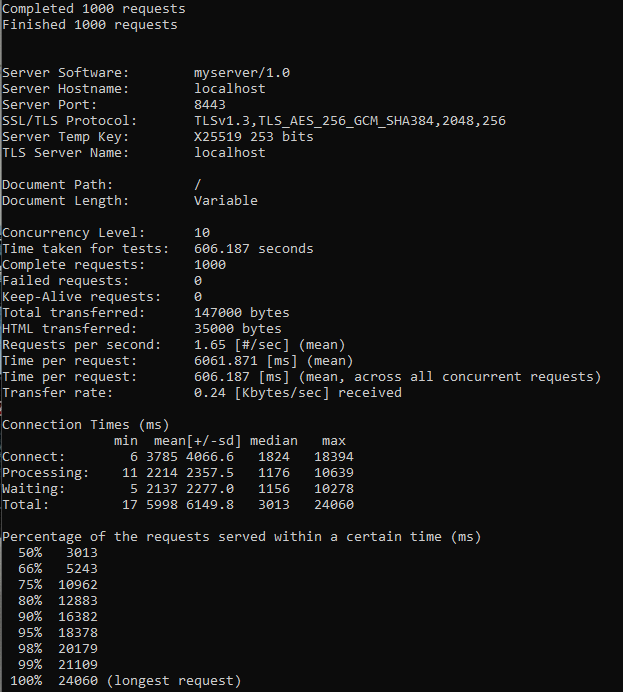 Completed 1000 requests
Finished 1000 requests
Server Software: myserver/1.0
Server Hostname: localhost
Server Port: 8443
SSL/TLS Protocol: TLSv1.3,TLS_AES_256_GCM_SHA384,2048,256
Server Temp Key: X25519 253 bits
TLS Server Name: localhost
Document Path: /
Document Length: Variable
Concurrency Level: 10
Time taken for tests: 606.187 seconds
Complete requests: 1000
Failed requests: 0
Keep-Alive requests: 0
Total transferred: 147000 bytes
HTML transferred: 35000 bytes
Requests per second: 1.65 [#/sec] (mean)
Time per request: 6061.871 [ms] (mean)
Time per request: 606.187 [ms] (mean, across all concurrent requests)
Transfer rate: 0.24 [Kbytes/sec] received
Connection Times (ms)
min mean[+/-sd] median max
Connect: 6 3785 4066.6 1824 18394
Processing: 11 2214 2357.5 1176 10639
Waiting: 5 2137 2277.0 1156 10278
Total: 17 5998 6149.8 3013 24060
Percentage of the requests served within a certain time (ms)
50% 3013
66% 5243
75% 10962
80% 12883
90% 16382
95% 18378
98% 20179
99% 21109
100% 24060 (longest request)